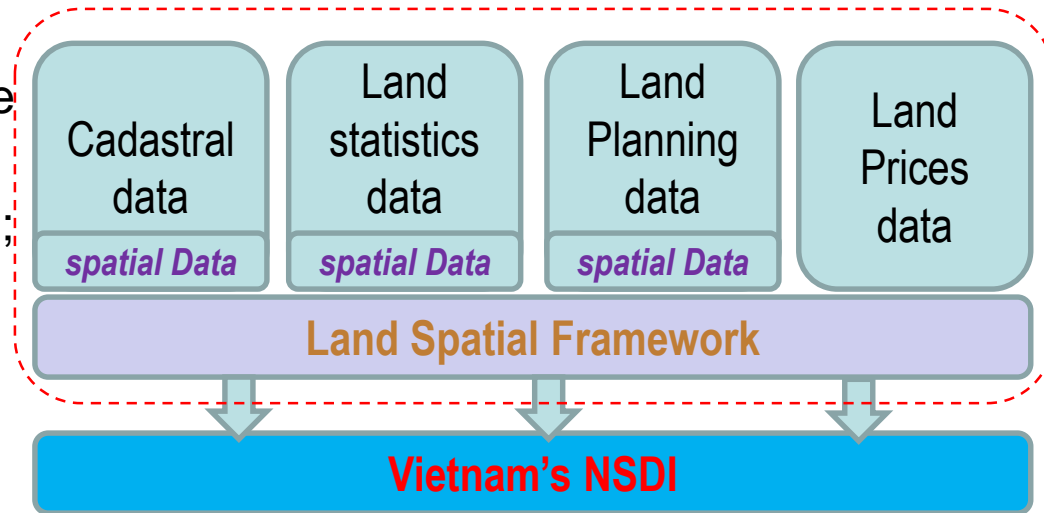 e
;
Cadastral
data
spatial Data
Land
statistics
data
spatial Data
Land
Planning
data
spatial Data
Land
Prices
data
Land Spatial Framework
Vietnam's NSDI